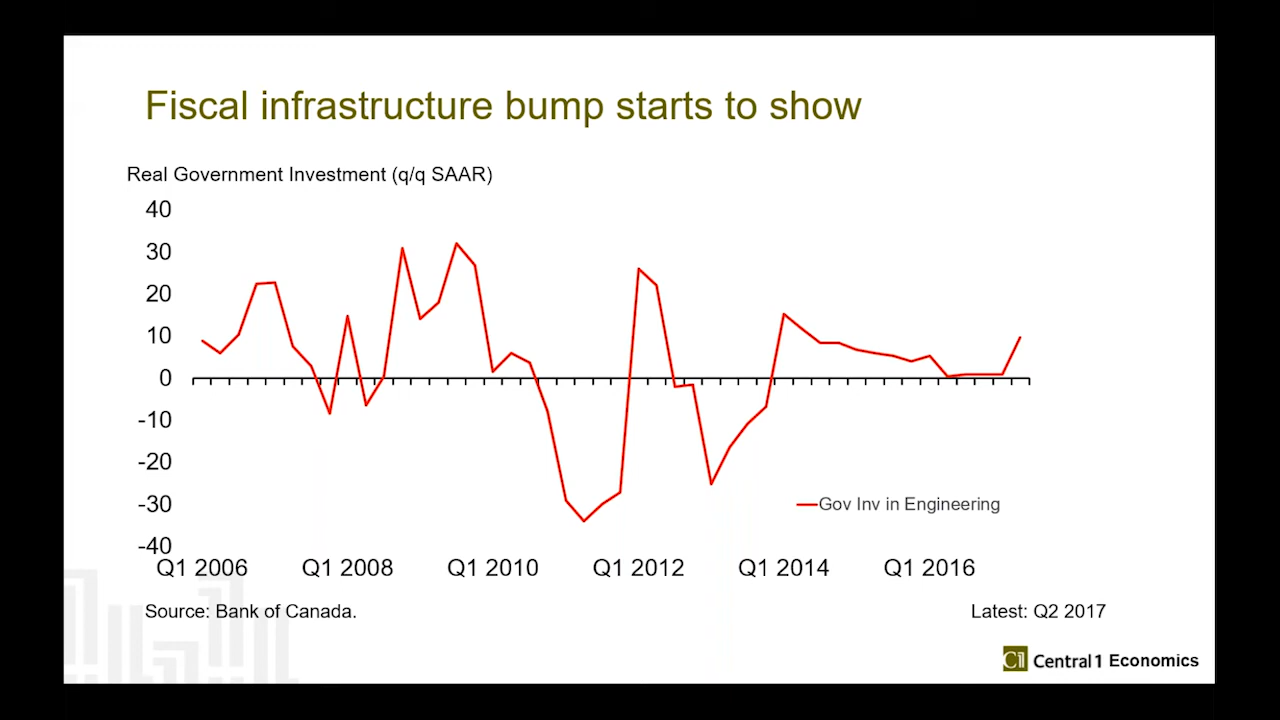 Fiscal infrastructure bump starts to show
Real Government Investment (q/q SAAR)
40
30
20
10
0
-10
-20
-30
-40
Gov Inv in Engineering
Q1 2006 Q1 2008 Q1 2010 Q1 2012 Q1 2014 Q1 2016
Source: Bank of Canada. Latest: Q2 2017
C1 Central 1 Economics